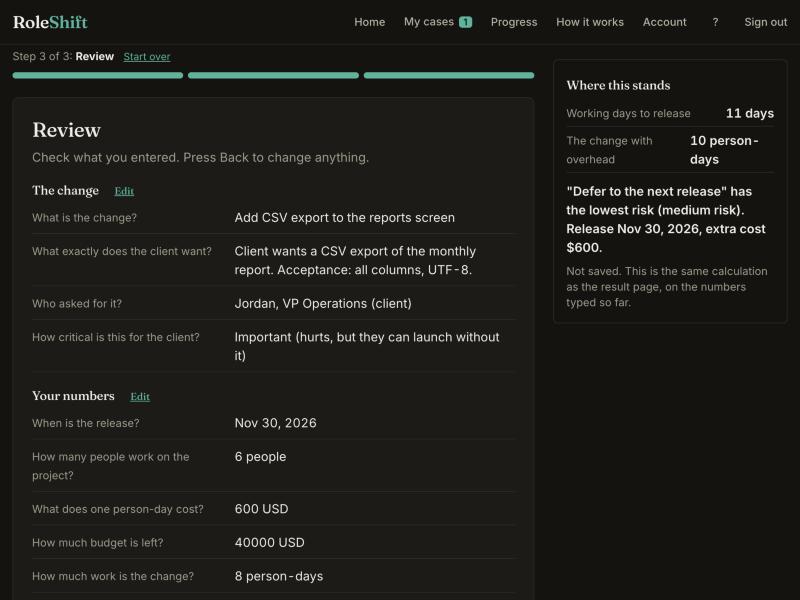 RoleShift
Home My cases 1 Progress How it works Account ? Sign out
Step 3 of 3: Review Start over
Review
Check what you entered. Press Back to change anything.
The change Edit
What is the change? Add CSV export to the reports screen
What exactly does the client want? Client wants a CSV export of the monthly
report. Acceptance: all columns, UTF-8.
Who asked for it? Jordan, VP Operations (client)
How critical is this for the client? Important (hurts, but they can launch without
it)
Your numbers Edit
When is the release? Nov 30, 2026
How many people work on the
project?
6 people
What does one person-day cost? 600 USD
How much budget is left? 40000 USD
How much work is the change? 8 person-days
Where this stands
Working days to release 11 days
The change with
overhead
10 person-
days
"Defer to the next release" has
the lowest risk (medium risk).
Release Nov 30, 2026, extra cost
$600.
Not saved. This is the same calculation
as the result page, on the numbers
typed so far.